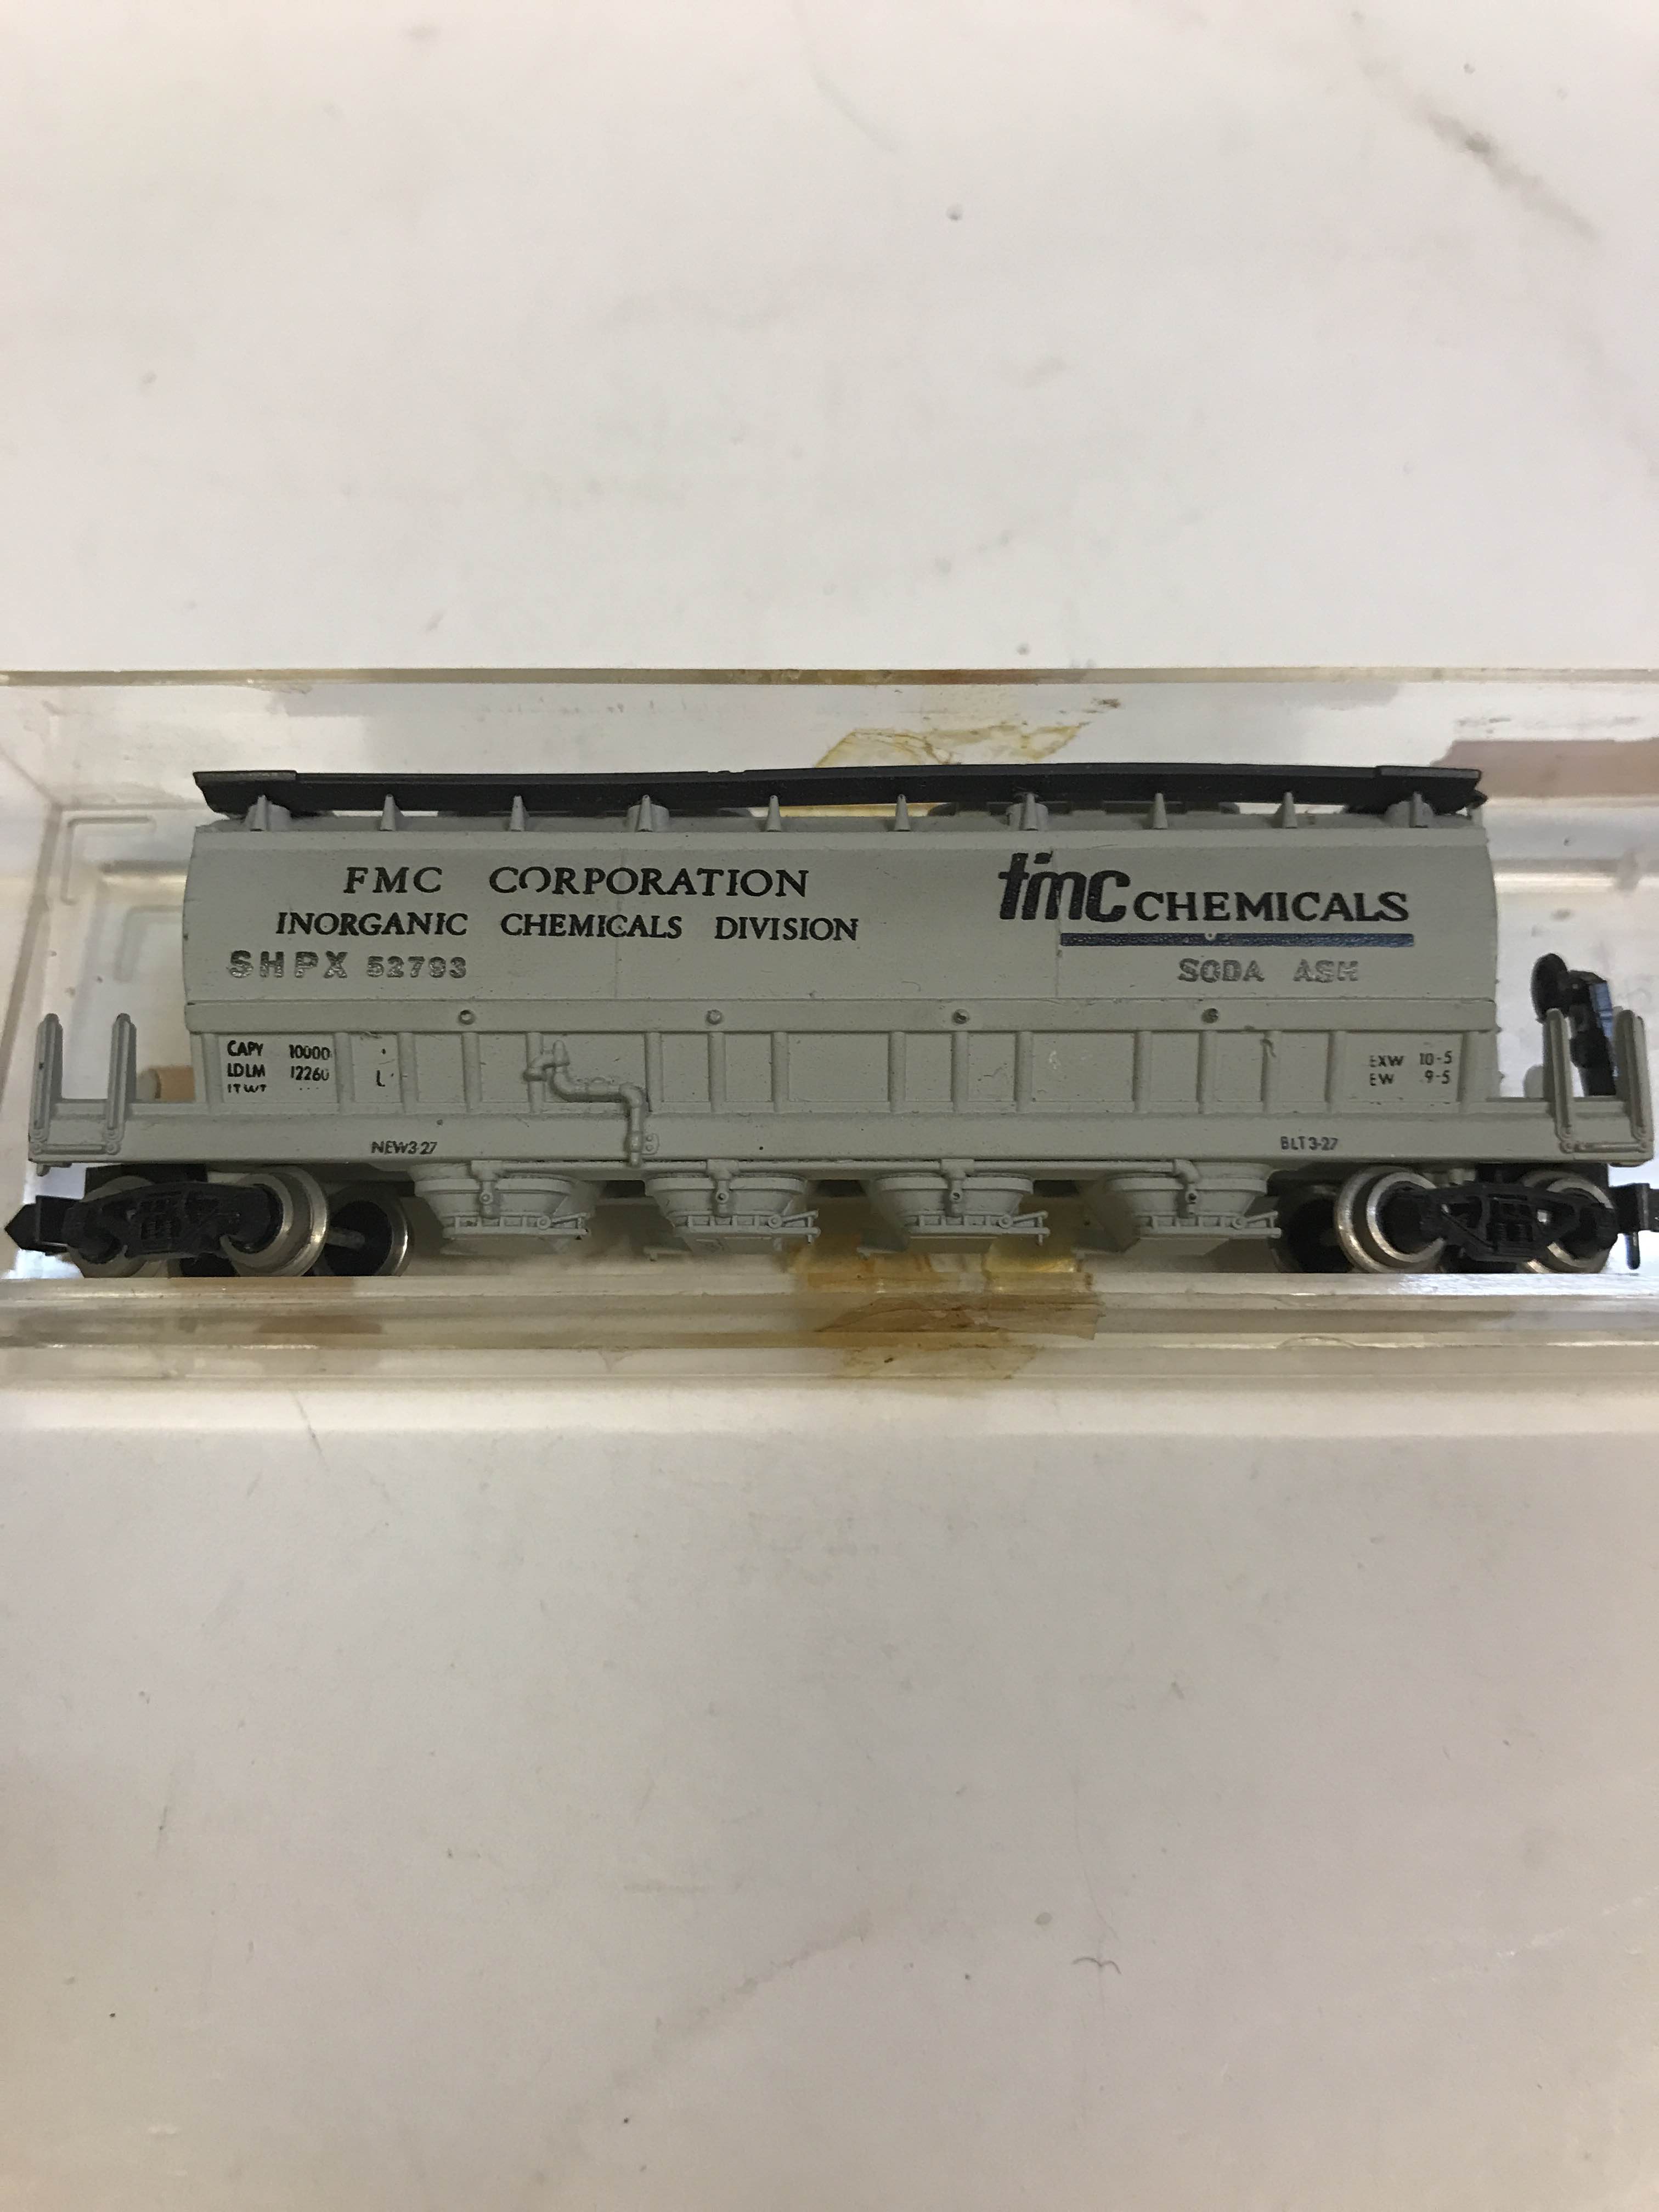 FMC CORPORATION
INORGANIC CHEMICALS DIVISION
SHPX 52793
fmc CHEMICALS
SODA ASH
CAPY 10000
LDLM 12260
EXW 10-5
EW 9-5
NEW 3-27
BLT 3-27